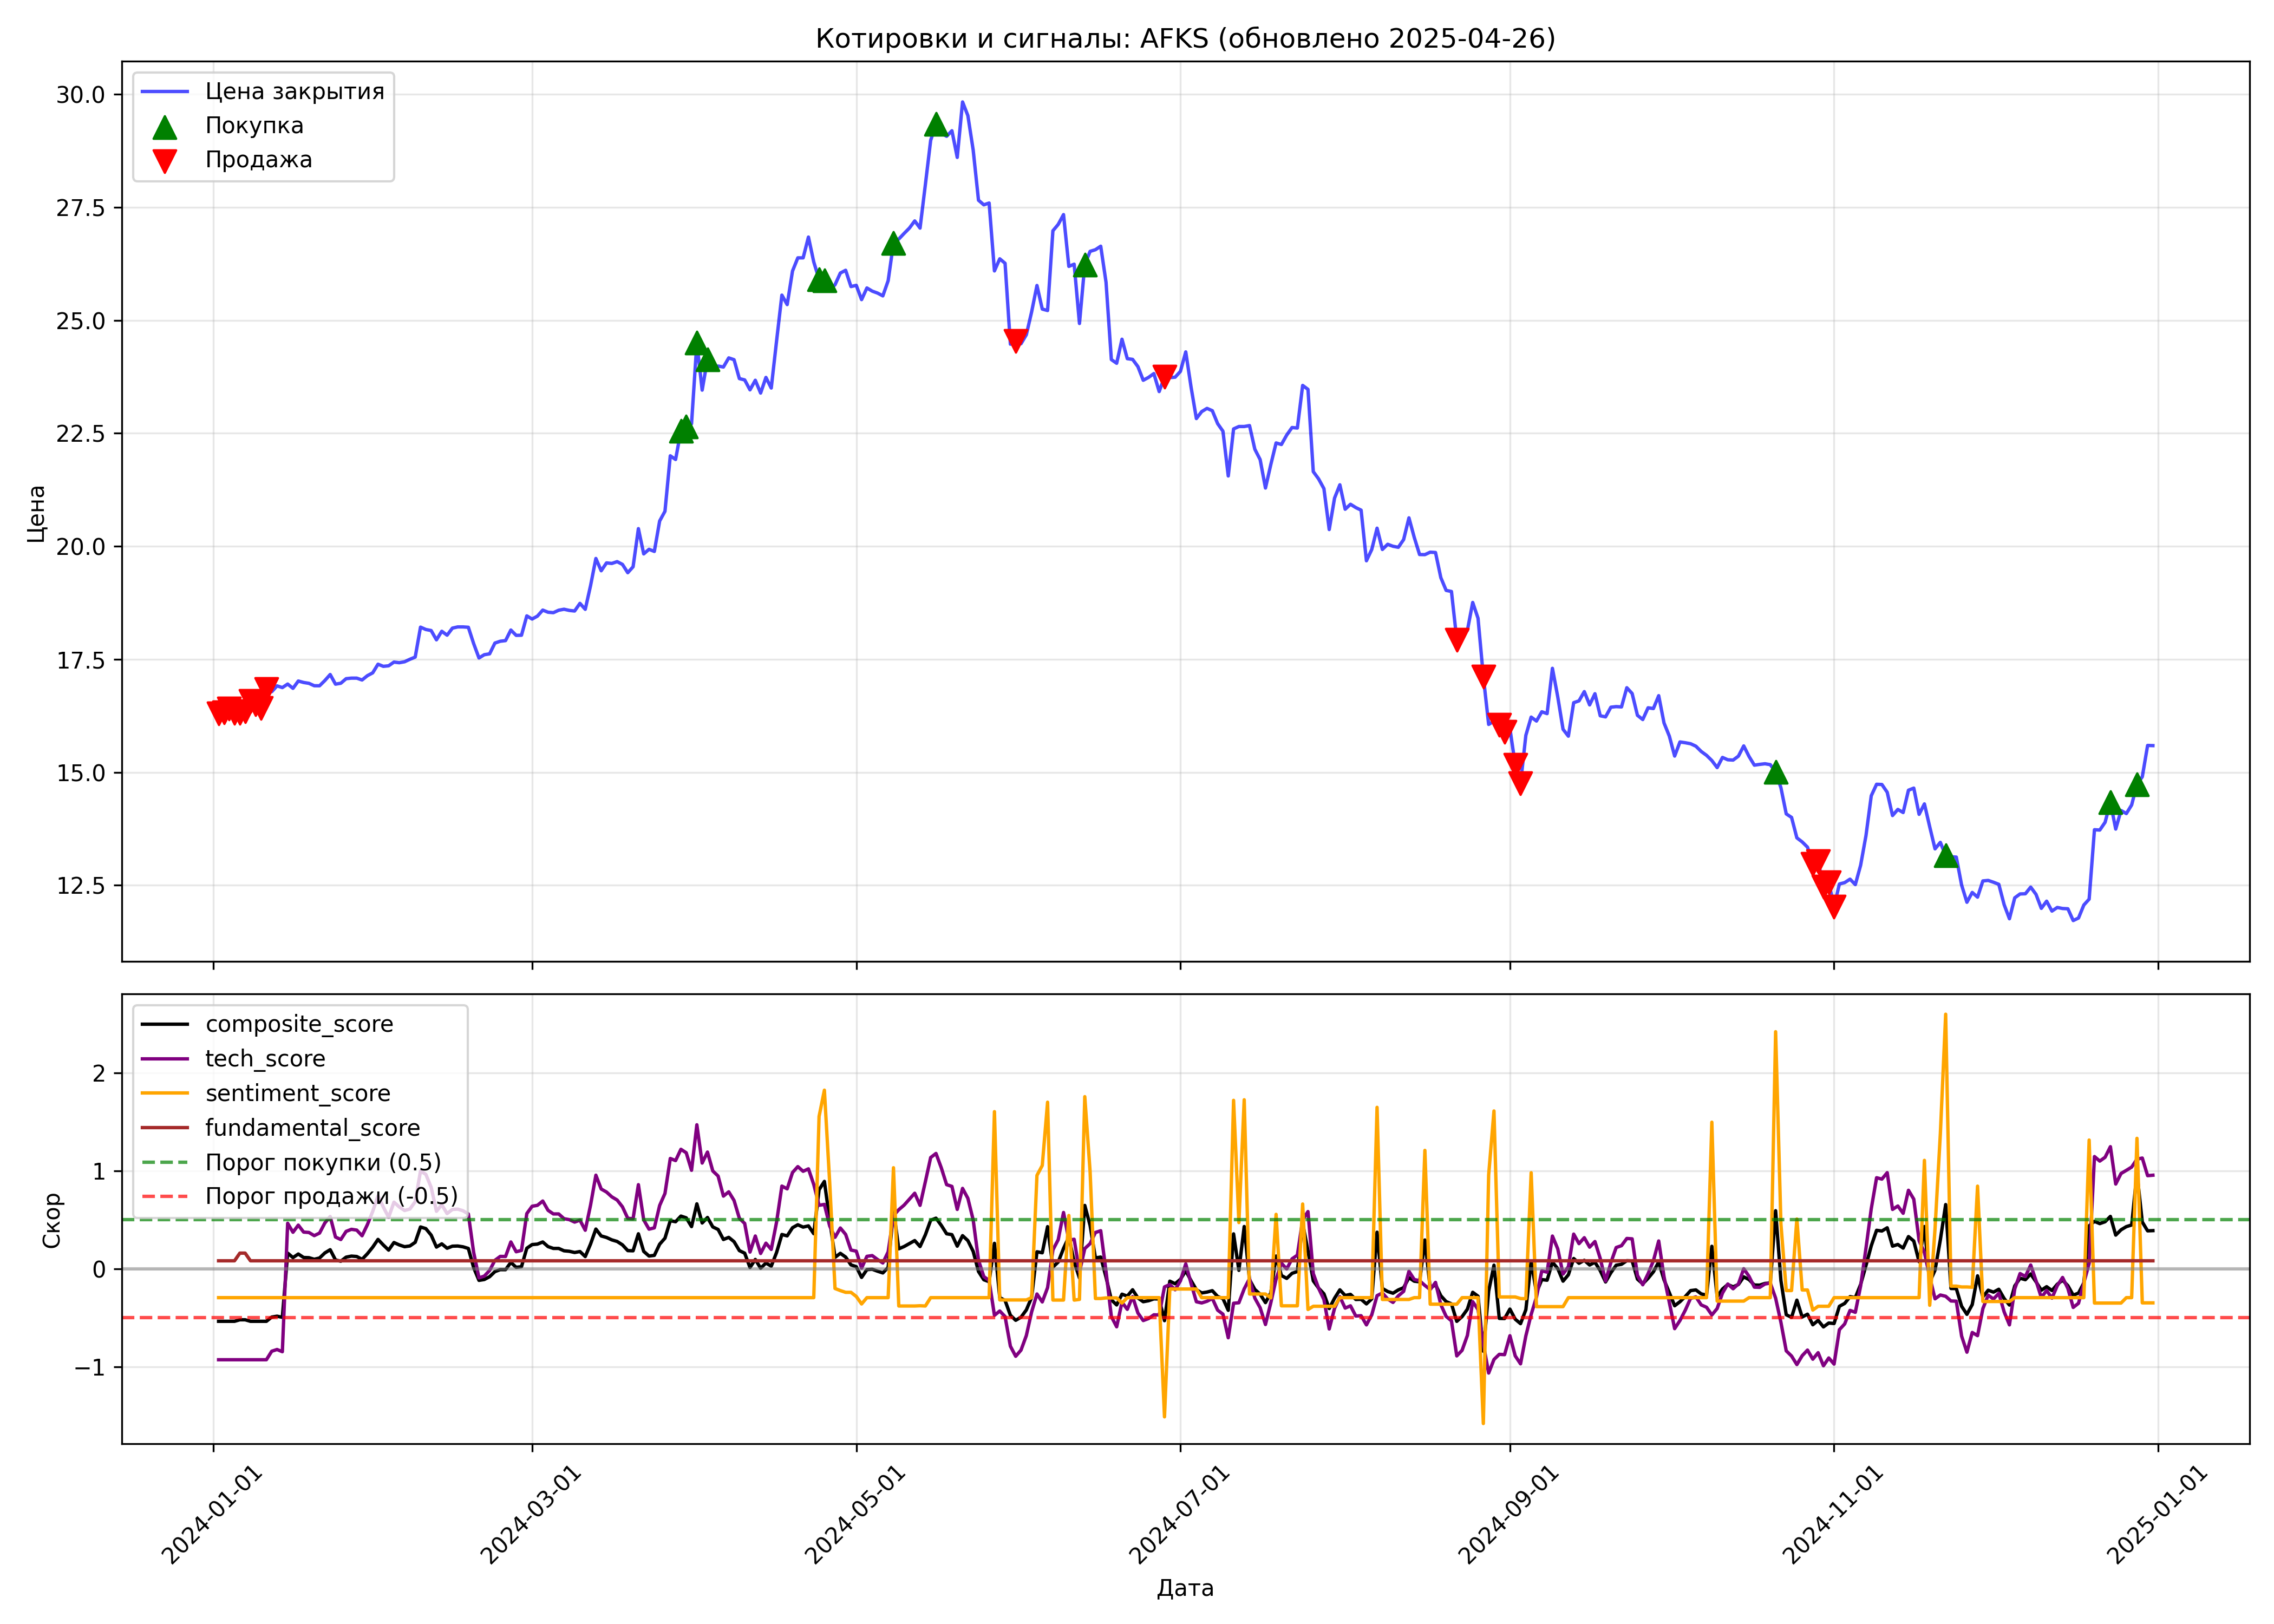 Котировки и сигналы: AFKS (обновлено 2025-04-26)
Цена закрытия
Покупка
Продажа
Цена
30.0
27.5
25.0
22.5
20.0
17.5
15.0
12.5
composite_score
tech_score
sentiment_score
fundamental_score
Порог покупки (0.5)
Порог продажи (-0.5)
Скор
2
1
0
−1
2024-01-01
2024-03-01
2024-05-01
2024-07-01
2024-09-01
2024-11-01
2025-01-01
Дата